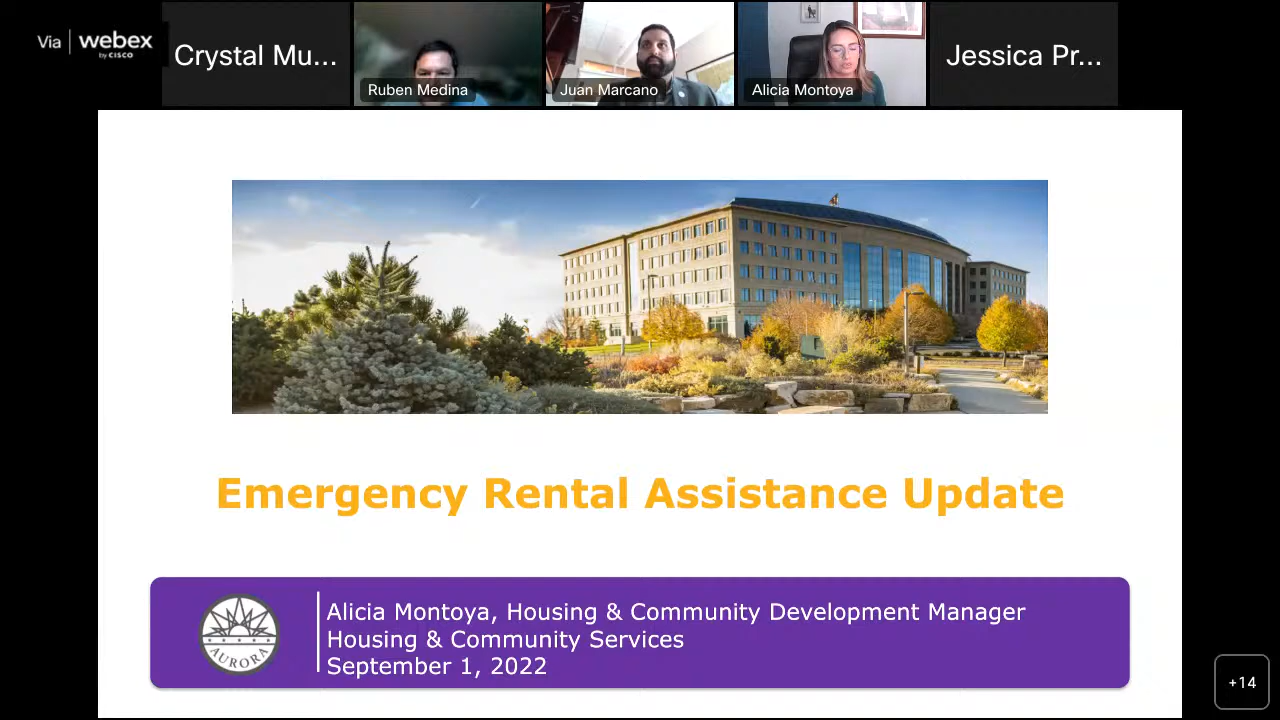 Via webex
by CISCO
Crystal Mu...
Ruben Medina
Juan Marcano
Alicia Montoya
Jessica Pr...
Emergency Rental Assistance Update
AURORA
Alicia Montoya, Housing & Community Development Manager
Housing & Community Services
September 1, 2022
+14